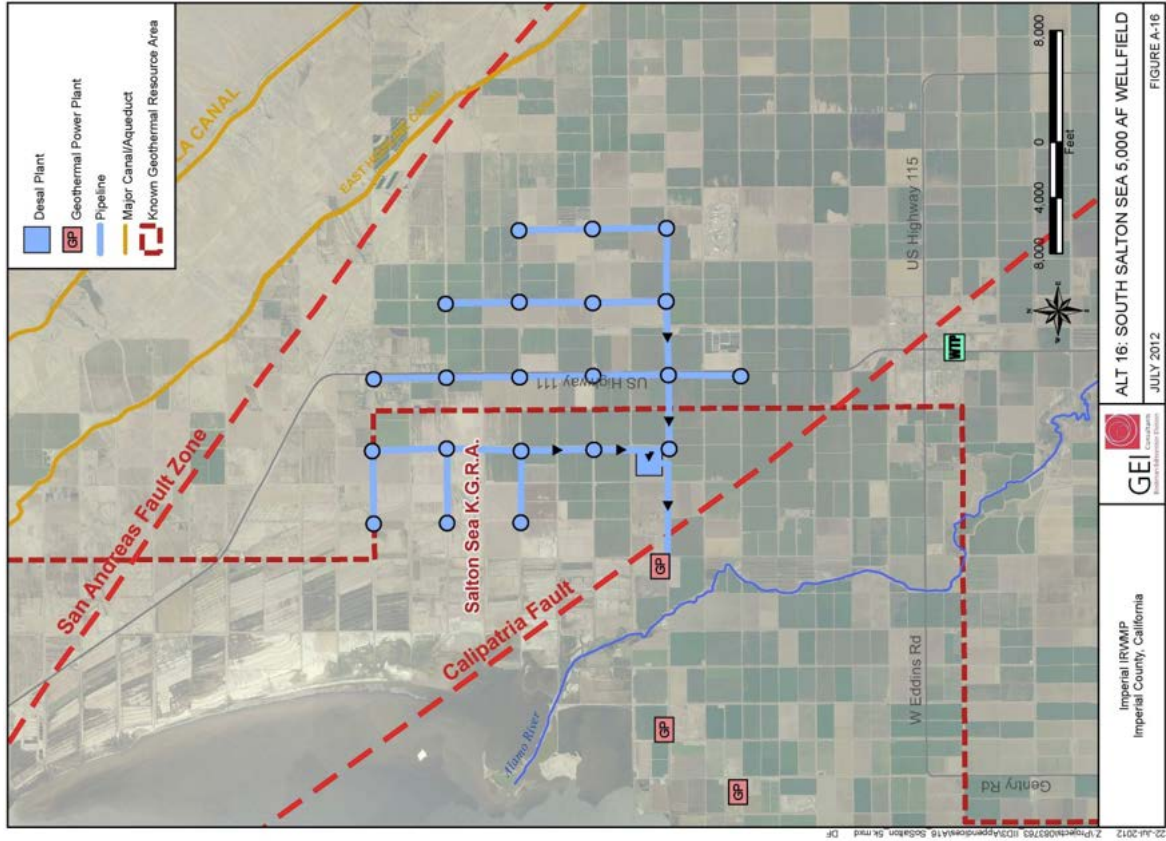 Desal Plant
GP
Geothermal Power Plant
Pipeline
Major Canal/Aqueduct
Known Geothermal Resource Area
LA CANAL
San Andreas Fault Zone
US Highway 111
Salton Sea K.G.R.A.
Calipatria Fault
GP
Alamo River
GP
GP
US Highway 115
WTP
W Eddins Rd
Gentry Rd
8,000
4,000
0
8,000
Feet
Imperial IRWMP
Imperial County, California
GEI
Consultants
ALT 16: SOUTH SALTON SEA 5,000 AF WELLFIELD
JULY 2012
FIGURE A-16
22-Jul-2012
DF